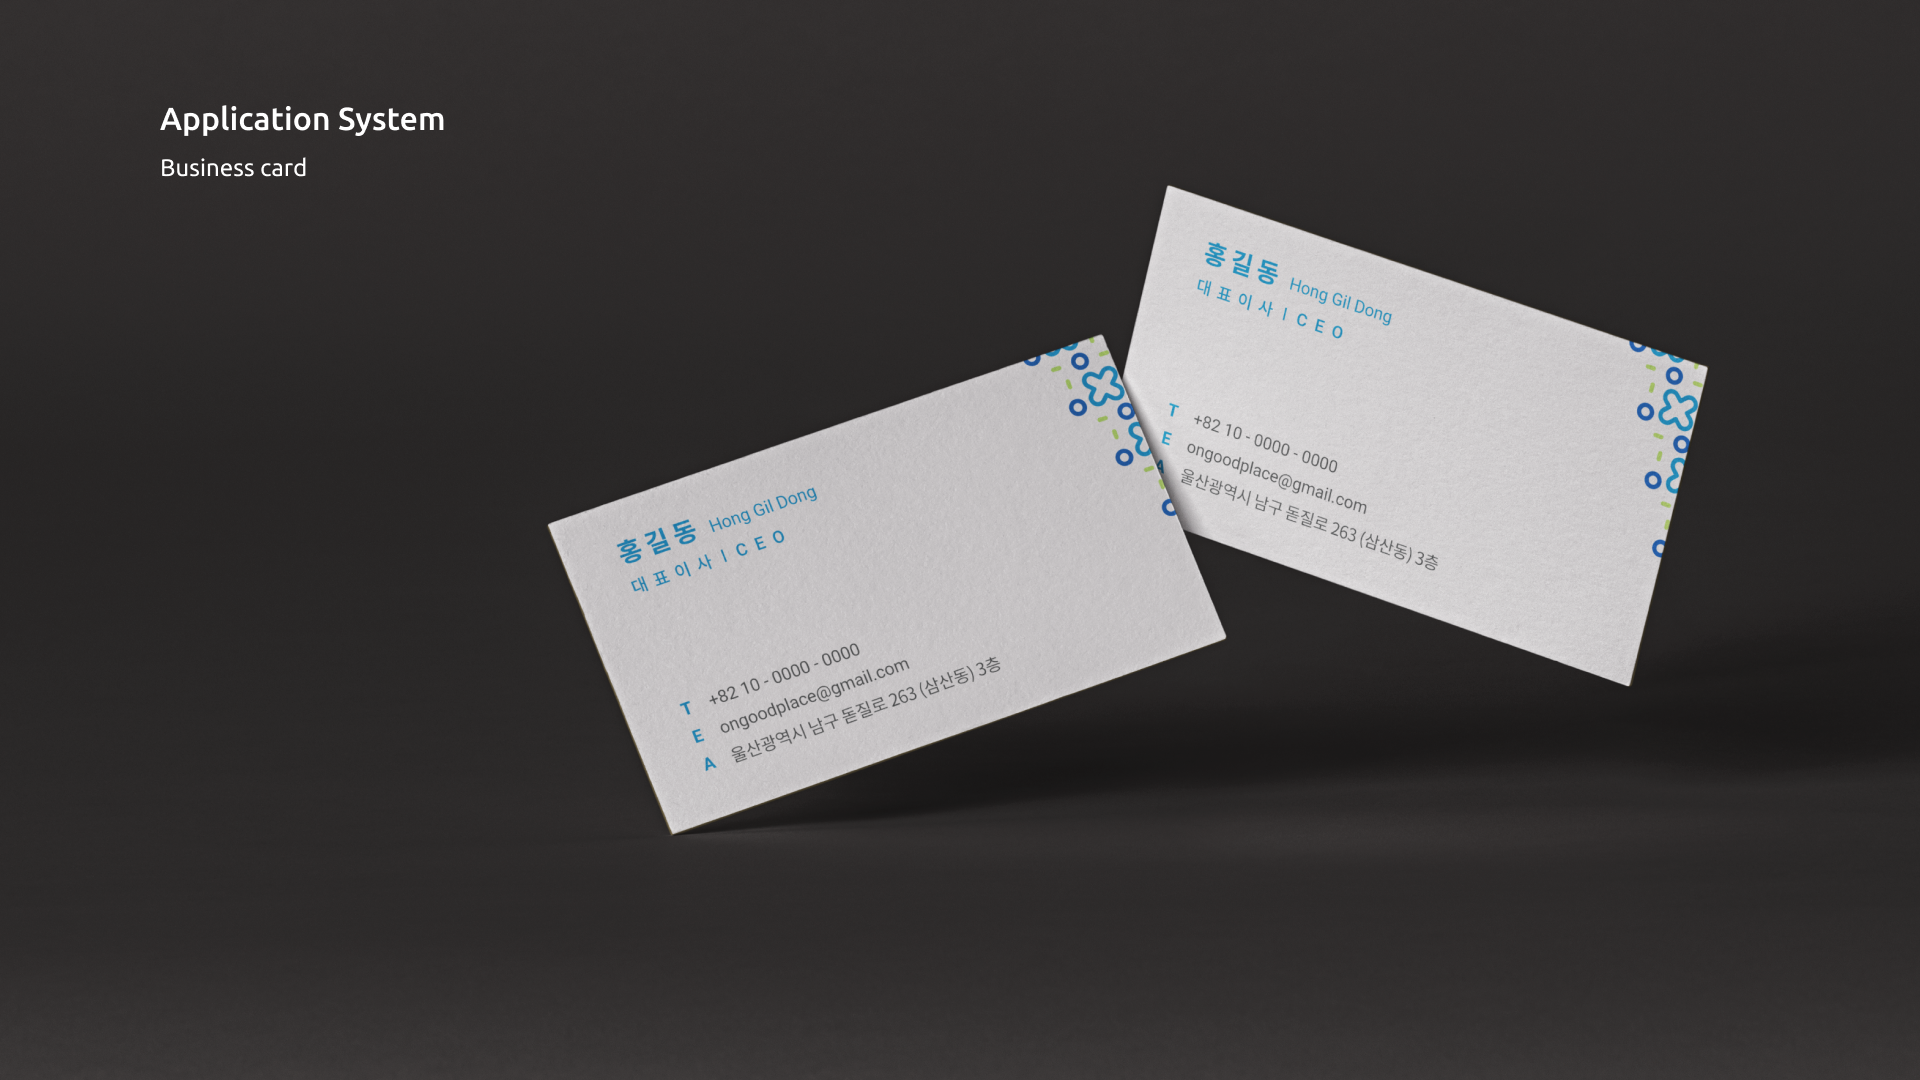 Application System
Business card
홍길동 Hong Gil Dong
대표이사 | CEO
T +82 10 - 0000 - 0000
E ongoodplace@gmail.com
A 울산광역시 남구 돋질로 263 (삼산동) 3층
홍길동 Hong Gil Dong
대표이사 | CEO
T +82 10 - 0000 - 0000
E ongoodplace@gmail.com
A 울산광역시 남구 돋질로 263 (삼산동) 3층